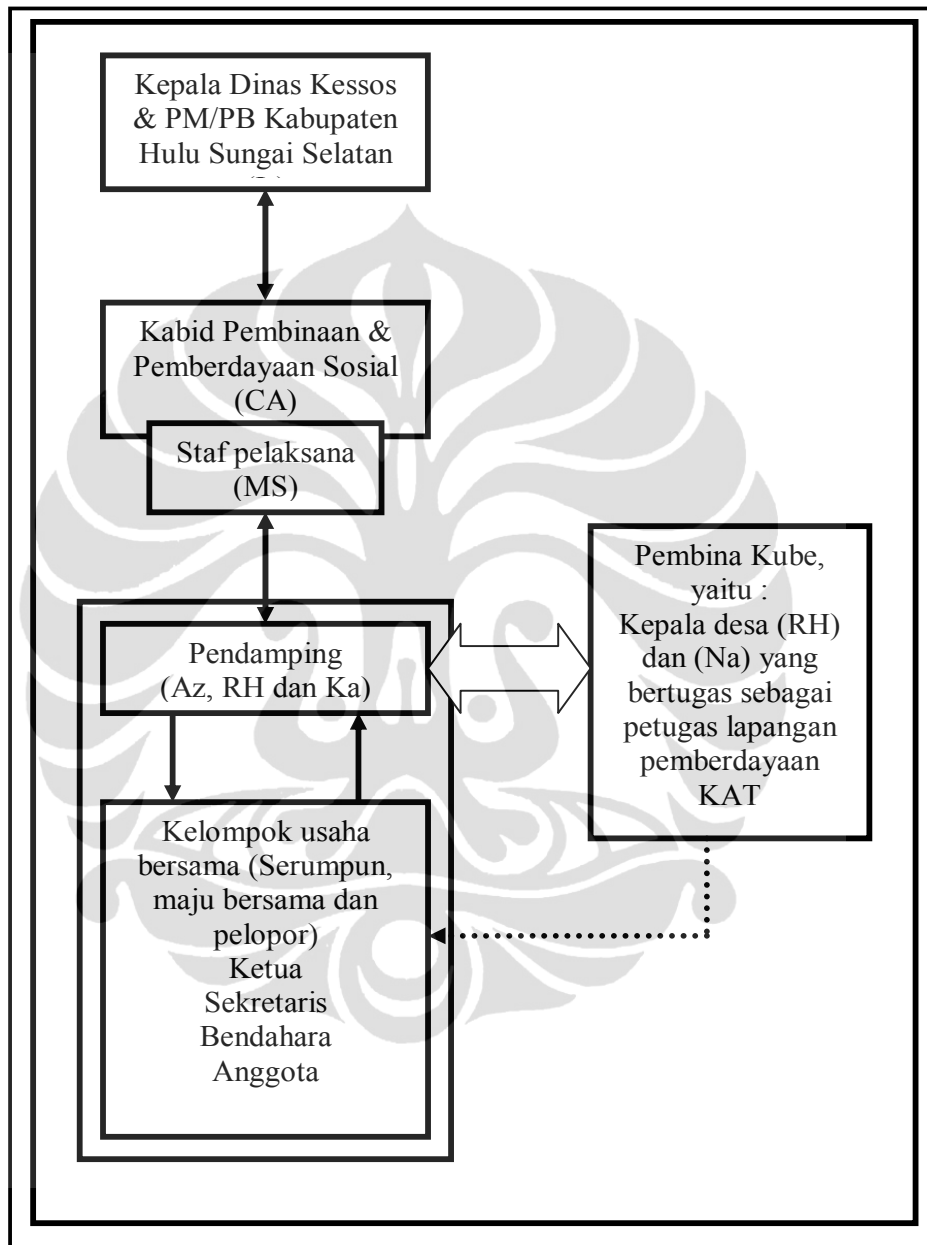 Kepala Dinas Kessos
& PM/PB Kabupaten
Hulu Sungai Selatan
Kabid Pembinaan &
Pemberdayaan Sosial
(CA)
Staf pelaksana
(MS)
Pendamping
(Az, RH dan Ka)
Pembina Kube,
yaitu :
Kepala desa (RH)
dan (Na) yang
bertugas sebagai
petugas lapangan
pemberdayaan
KAT
Kelompok usaha
bersama (Serumpun,
maju bersama dan
pelopor)
Ketua
Sekretaris
Bendahara
Anggota